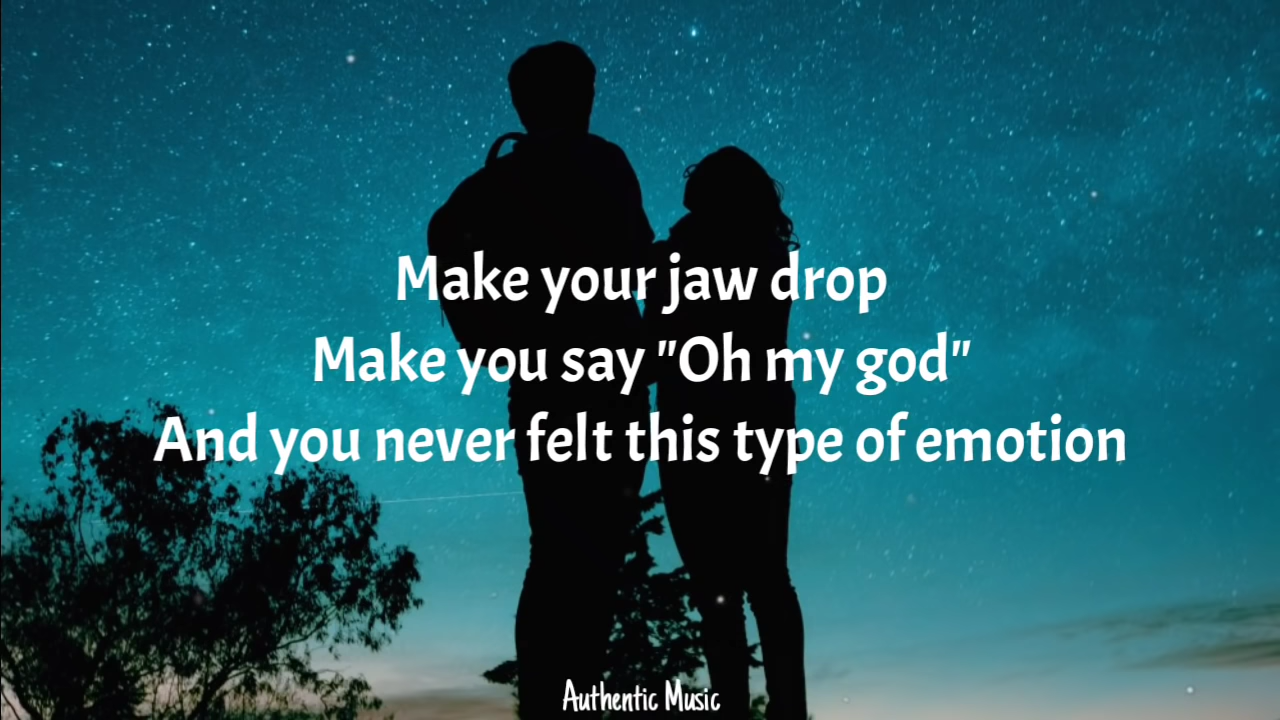 Make your jaw drop
Make you say "Oh my god"
And you never felt this type of emotion
Authentic Music